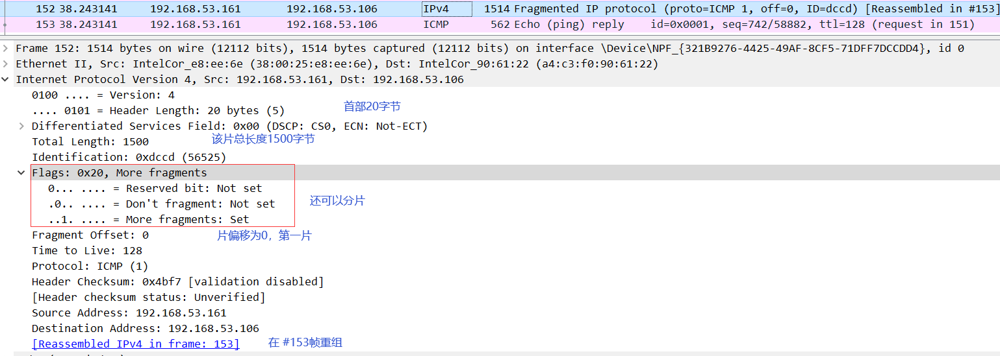 152 38.243141 192.168.53.161 192.168.53.106 IPv4 1514 Fragmented IP protocol (proto=ICMP 1, off=0, ID=dccd) [Reassembled in #153]
153 38.243141 192.168.53.161 192.168.53.106 ICMP 562 Echo (ping) reply id=0x0001, seq=742/58882, ttl=128 (request in 151)
Frame 152: 1514 bytes on wire (12112 bits), 1514 bytes captured (12112 bits) on interface \Device\NPF_{321B9276-4425-49AF-8CF5-71DFF7DCCDD4}, id 0
Ethernet II, Src: IntelCor_e8:ee:6e (38:00:25:e8:ee:6e), Dst: IntelCor_90:61:22 (a4:c3:f0:90:61:22)
Internet Protocol Version 4, Src: 192.168.53.161, Dst: 192.168.53.106
0100 .... = Version: 4
.... 0101 = Header Length: 20 bytes (5) 首部20字节
Differentiated Services Field: 0x00 (DSCP: CS0, ECN: Not-ECT)
Total Length: 1500 该片总长度1500字节
Identification: 0xdccd (56525)
Flags: 0x20, More fragments
0... .... = Reserved bit: Not set
.0.. .... = Don't fragment: Not set 还可以分片
..1. .... = More fragments: Set
Fragment Offset: 0 片偏移为0，第一片
Time to Live: 128
Protocol: ICMP (1)
Header Checksum: 0x4bf7 [validation disabled]
[Header checksum status: Unverified]
Source Address: 192.168.53.161
Destination Address: 192.168.53.106
[Reassembled IPv4 in frame: 153] 在 #153帧重组